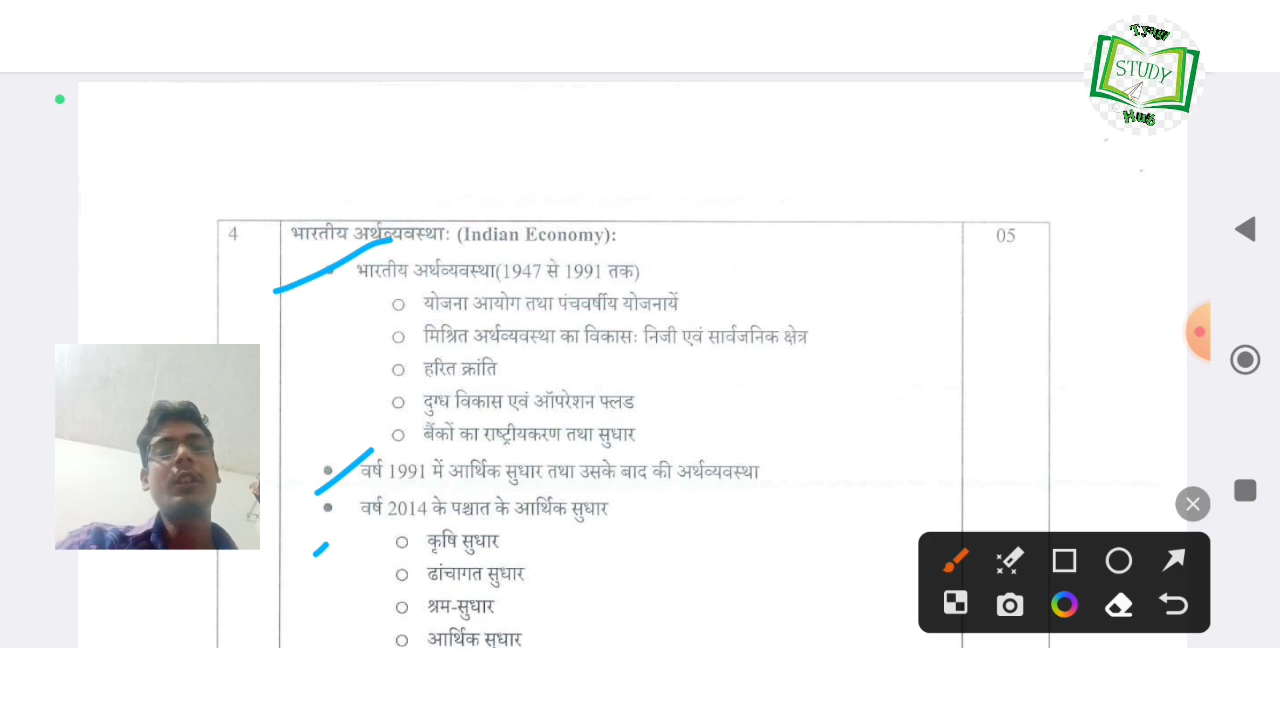 Tyagi
STUDY
Hub
4 भारतीय अर्थव्यवस्था: (Indian Economy): 05
भारतीय अर्थव्यवस्था(1947 से 1991 तक)
योजना आयोग तथा पंचवर्षीय योजनायें
मिश्रित अर्थव्यवस्था का विकास: निजी एवं सार्वजनिक क्षेत्र
हरित क्रांति
दुग्ध विकास एवं ऑपरेशन फ्लड
बैंकों का राष्ट्रीयकरण तथा सुधार
वर्ष 1991 में आर्थिक सुधार तथा उसके बाद की अर्थव्यवस्था
वर्ष 2014 के पश्चात के आर्थिक सुधार
कृषि सुधार
ढांचागत सुधार
श्रम-सुधार
आर्थिक सुधार